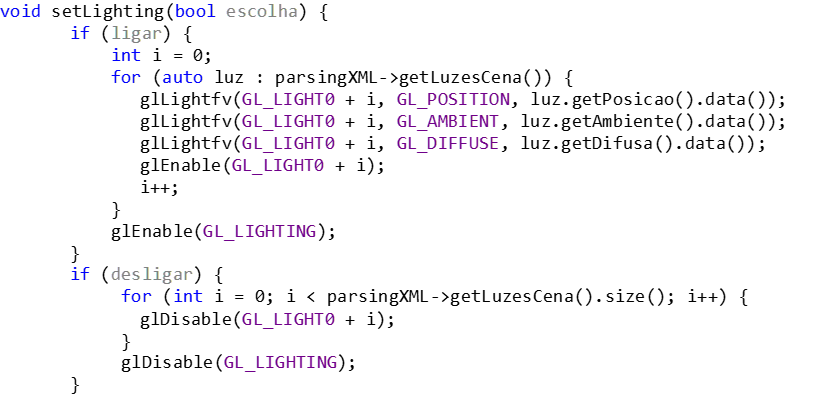 void setLighting(bool escolha) {
if (ligar) {
int i = 0;
for (auto luz : parsingXML->getLuzesCena()) {
glLightfv(GL_LIGHT0 + i, GL_POSITION, luz.getPosicao().data());
glLightfv(GL_LIGHT0 + i, GL_AMBIENT, luz.getAmbiente().data());
glLightfv(GL_LIGHT0 + i, GL_DIFFUSE, luz.getDifusa().data());
glEnable(GL_LIGHT0 + i);
i++;
}
glEnable(GL_LIGHTING);
}
if (desligar) {
for (int i = 0; i < parsingXML->getLuzesCena().size(); i++) {
glDisable(GL_LIGHT0 + i);
}
glDisable(GL_LIGHTING);
}